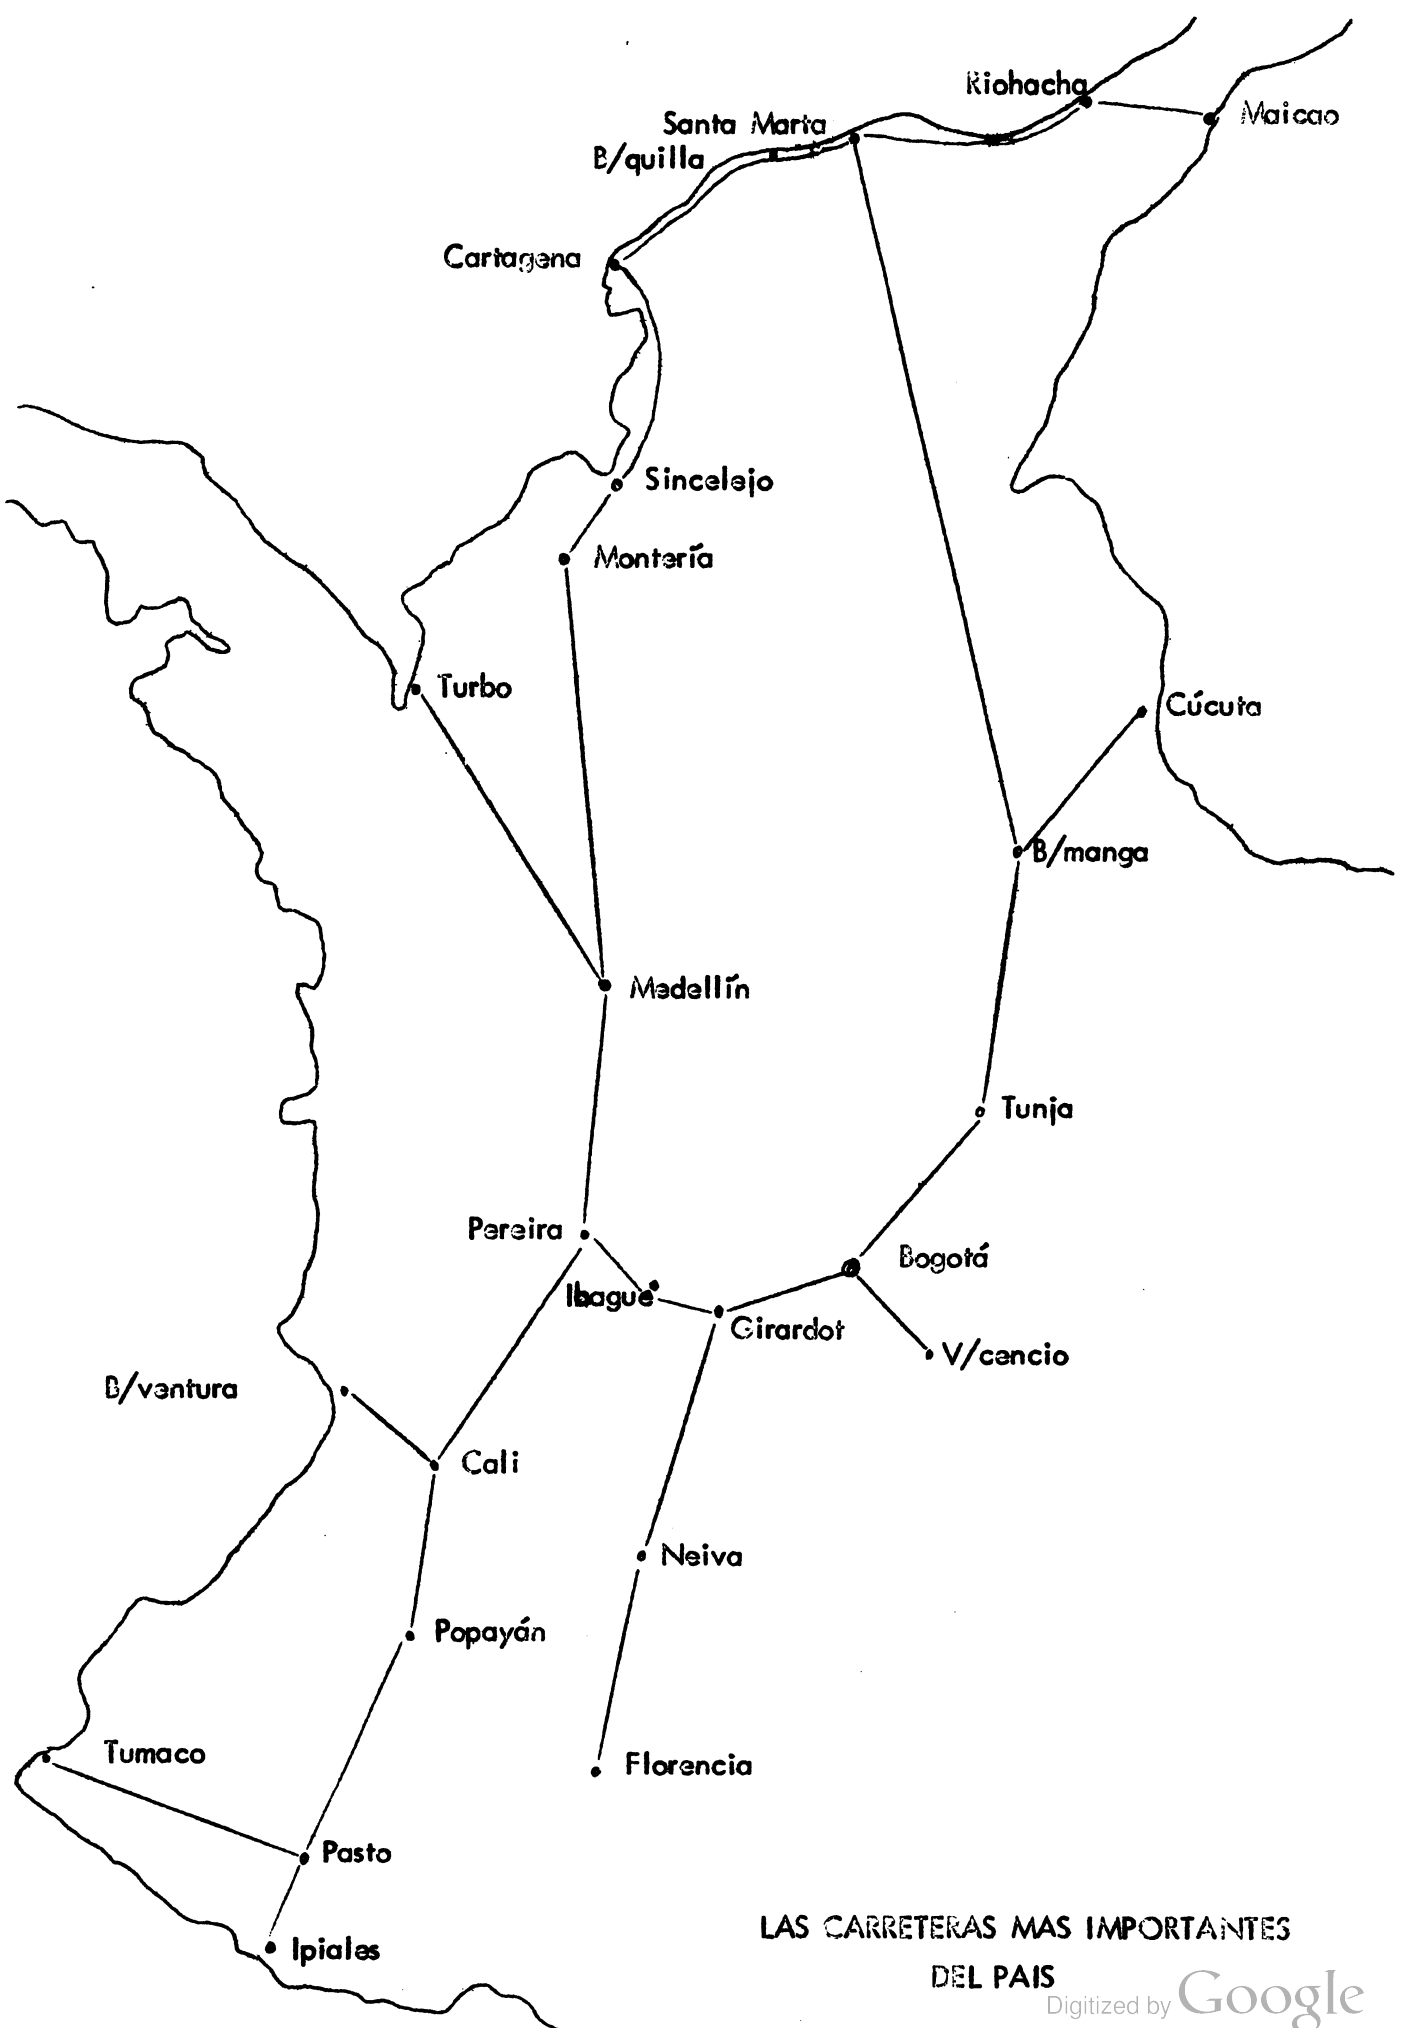 Riohacha
Maicao
Santa Marta
B/quilla
Cartagena
Sincelejo
Montería
Turbo
Cúcuta
B/manga
Medellín
Tunja
Pereira
Bogotá
Ibague
Girardot
V/cencio
B/ventura
Cali
Neiva
Popayán
Tumaco
Florencia
Pasto
Ipiales
LAS CARRETERAS MAS IMPORTANTES
DEL PAIS
Digitized by Google